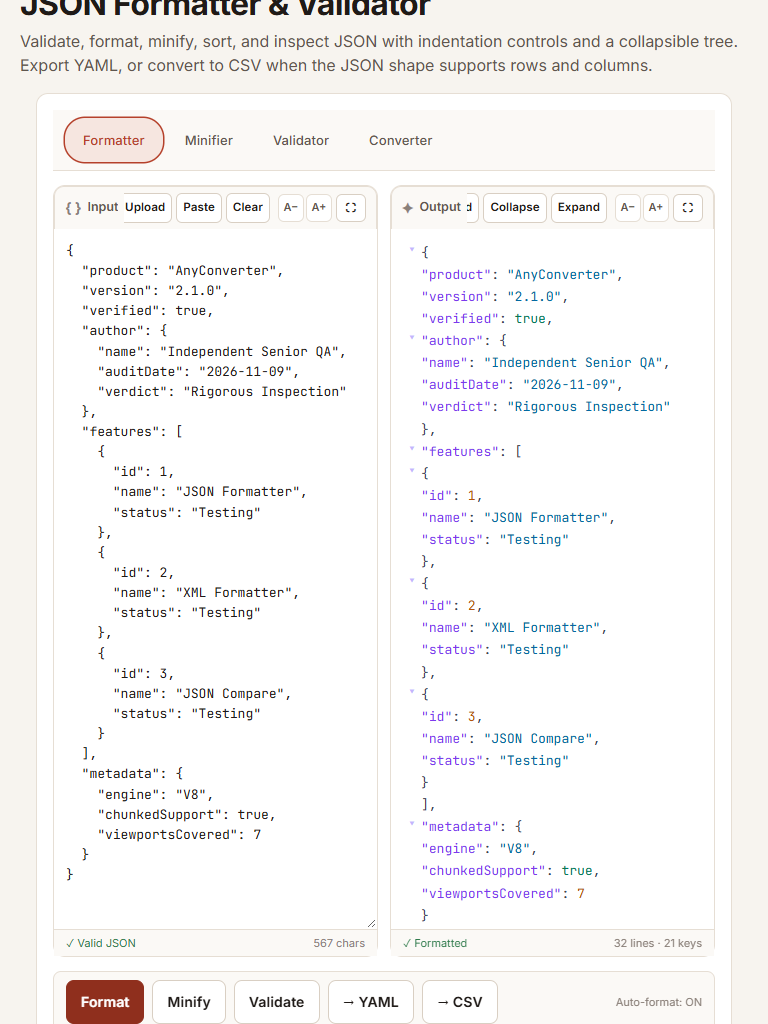 JSON Formatter & Validator
Validate, format, minify, sort, and inspect JSON with indentation controls and a collapsible tree.
Export YAML, or convert to CSV when the JSON shape supports rows and columns.
Formatter Minifier Validator Converter
{ } Input Upload Paste Clear A− A+
{
  "product": "AnyConverter",
  "version": "2.1.0",
  "verified": true,
  "author": {
    "name": "Independent Senior QA",
    "auditDate": "2026-11-09",
    "verdict": "Rigorous Inspection"
  },
  "features": [
    {
      "id": 1,
      "name": "JSON Formatter",
      "status": "Testing"
    },
    {
      "id": 2,
      "name": "XML Formatter",
      "status": "Testing"
    },
    {
      "id": 3,
      "name": "JSON Compare",
      "status": "Testing"
    }
  ],
  "metadata": {
    "engine": "V8",
    "chunkedSupport": true,
    "viewportsCovered": 7
  }
}
✓ Valid JSON 567 chars
✦ Output d Collapse Expand A− A+
{
"product": "AnyConverter",
"version": "2.1.0",
"verified": true,
"author": {
"name": "Independent Senior QA",
"auditDate": "2026-11-09",
"verdict": "Rigorous Inspection"
},
"features": [
{
"id": 1,
"name": "JSON Formatter",
"status": "Testing"
},
{
"id": 2,
"name": "XML Formatter",
"status": "Testing"
},
{
"id": 3,
"name": "JSON Compare",
"status": "Testing"
}
],
"metadata": {
"engine": "V8",
"chunkedSupport": true,
"viewportsCovered": 7
}
✓ Formatted 32 lines · 21 keys
Format Minify Validate → YAML → CSV Auto-format: ON